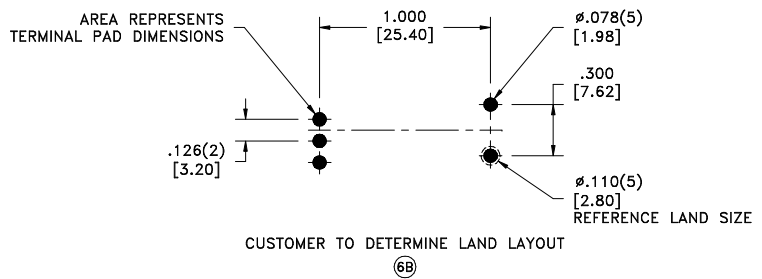 AREA REPRESENTS
TERMINAL PAD DIMENSIONS
1.000
[25.40]
ø.078(5)
[1.98]
.300
[7.62]
.126(2)
[3.20]
ø.110(5)
[2.80]
REFERENCE LAND SIZE
CUSTOMER TO DETERMINE LAND LAYOUT
6B